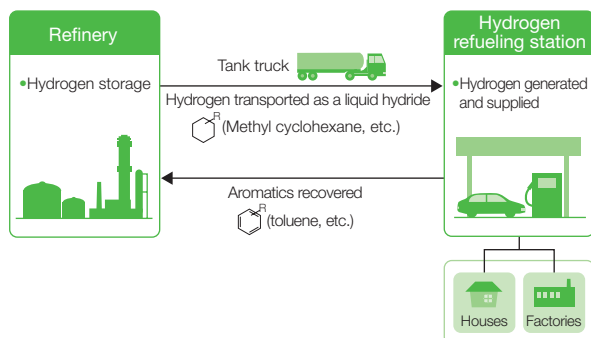 Refinery
•Hydrogen storage
Tank truck
Hydrogen transported as a liquid hydride
R
(Methyl cyclohexane, etc.)
Aromatics recovered
R
(toluene, etc.)
Hydrogen
refueling station
•Hydrogen generated
and supplied
Houses
Factories